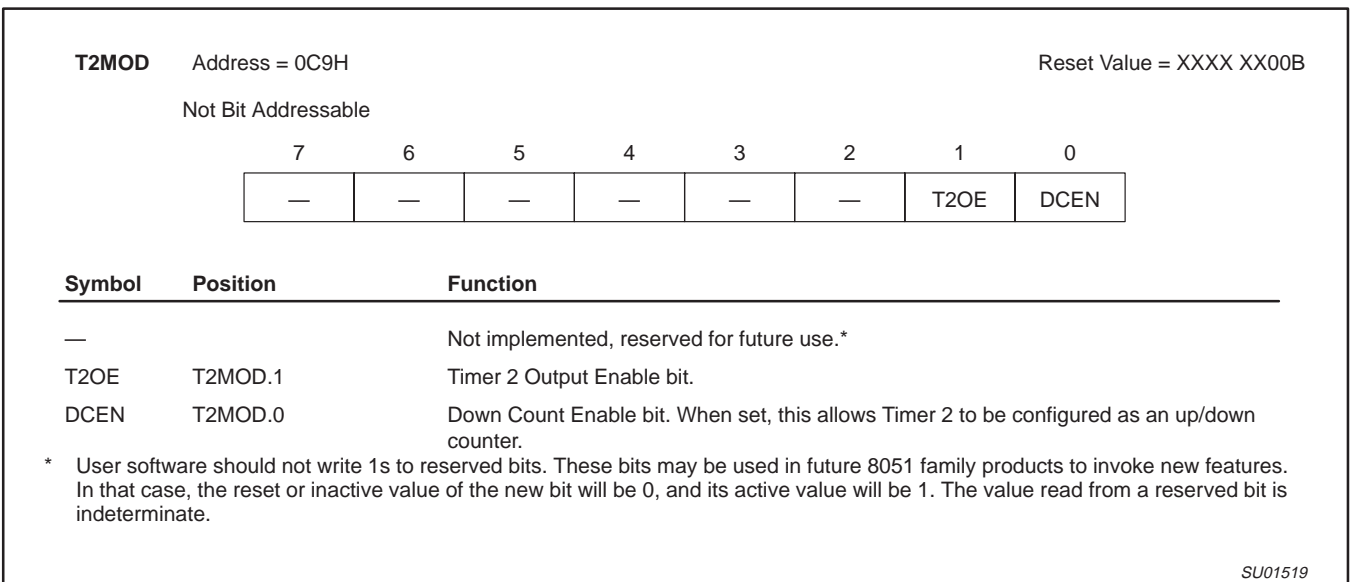 T2MOD Address = 0C9H Reset Value = XXXX XX00B
Not Bit Addressable
7 6 5 4 3 2 1 0
— — — — — — T2OE DCEN
Symbol Position Function
— Not implemented, reserved for future use.*
T2OE T2MOD.1 Timer 2 Output Enable bit.
DCEN T2MOD.0 Down Count Enable bit. When set, this allows Timer 2 to be configured as an up/down
counter.
* User software should not write 1s to reserved bits. These bits may be used in future 8051 family products to invoke new features.
In that case, the reset or inactive value of the new bit will be 0, and its active value will be 1. The value read from a reserved bit is
indeterminate.
SU01519